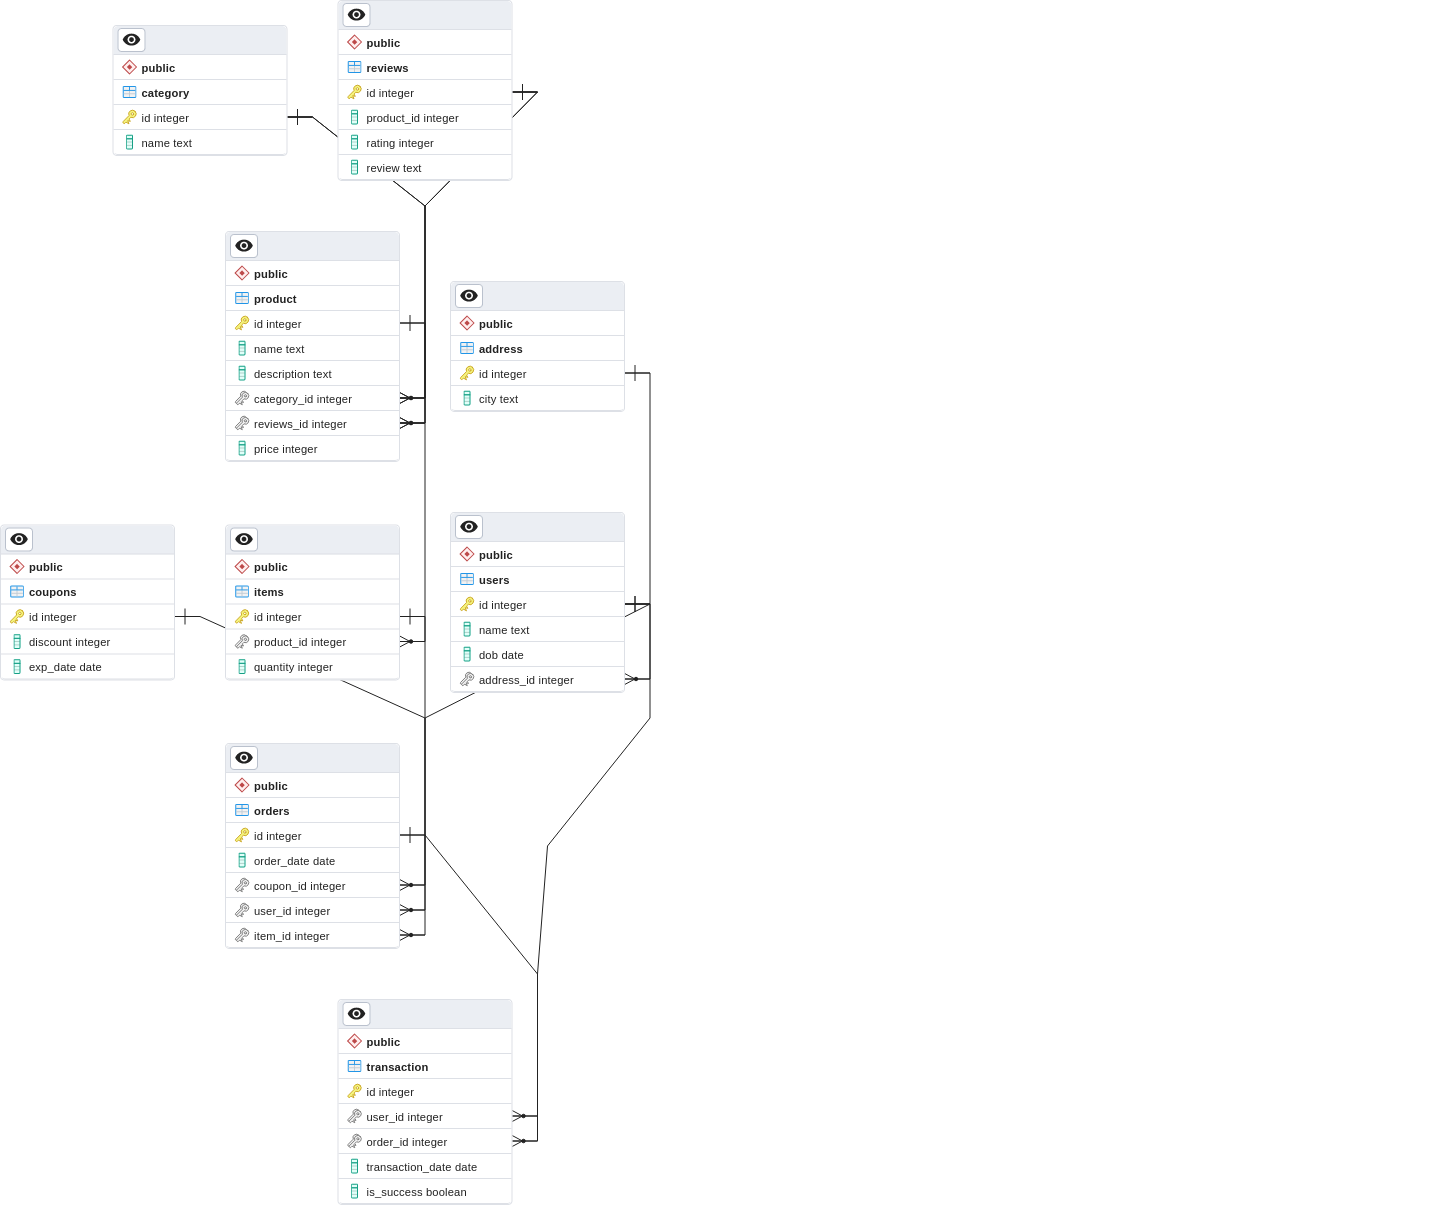 public
category
id integer
name text
public
reviews
id integer
product_id integer
rating integer
review text
public
product
id integer
name text
description text
category_id integer
reviews_id integer
price integer
public
address
id integer
city text
public
coupons
id integer
discount integer
exp_date date
public
items
id integer
product_id integer
quantity integer
public
users
id integer
name text
dob date
address_id integer
public
orders
id integer
order_date date
coupon_id integer
user_id integer
item_id integer
public
transaction
id integer
user_id integer
order_id integer
transaction_date date
is_success boolean